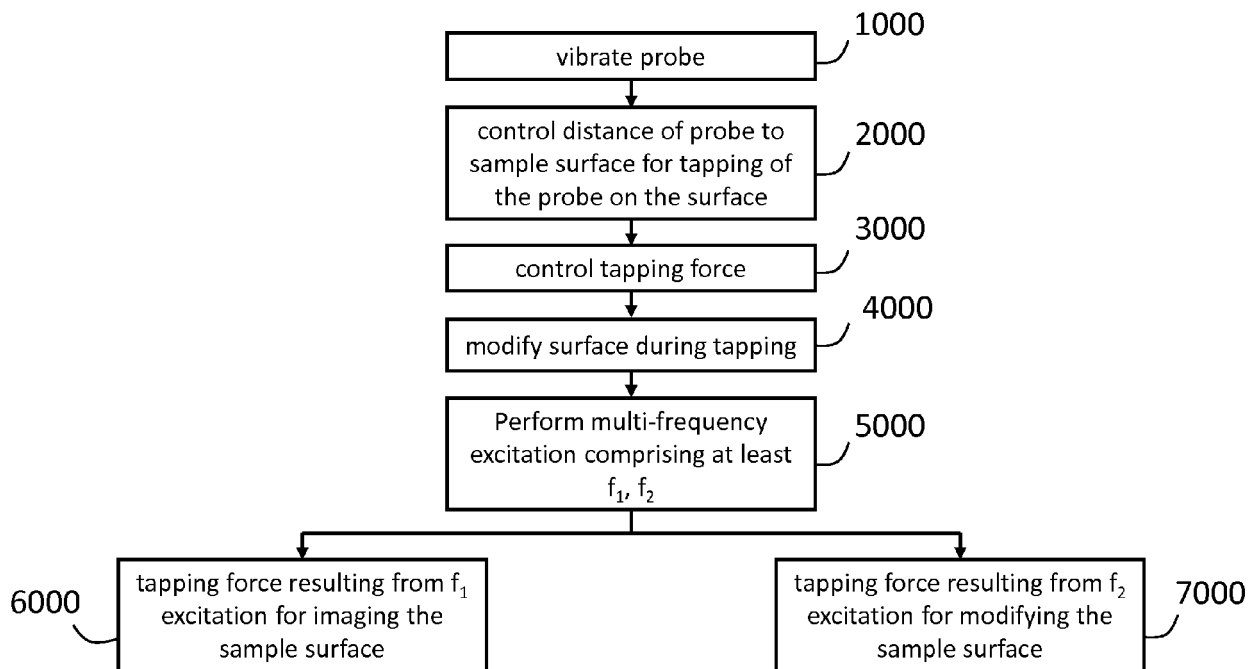 1000
vibrate probe
2000
control distance of probe to
sample surface for tapping of
the probe on the surface
3000
control tapping force
4000
modify surface during tapping
5000
Perform multi-frequency
excitation comprising at least
f₁, f₂
6000
tapping force resulting from f₁
excitation for imaging the
sample surface
tapping force resulting from f₂
excitation for modifying the
sample surface
7000